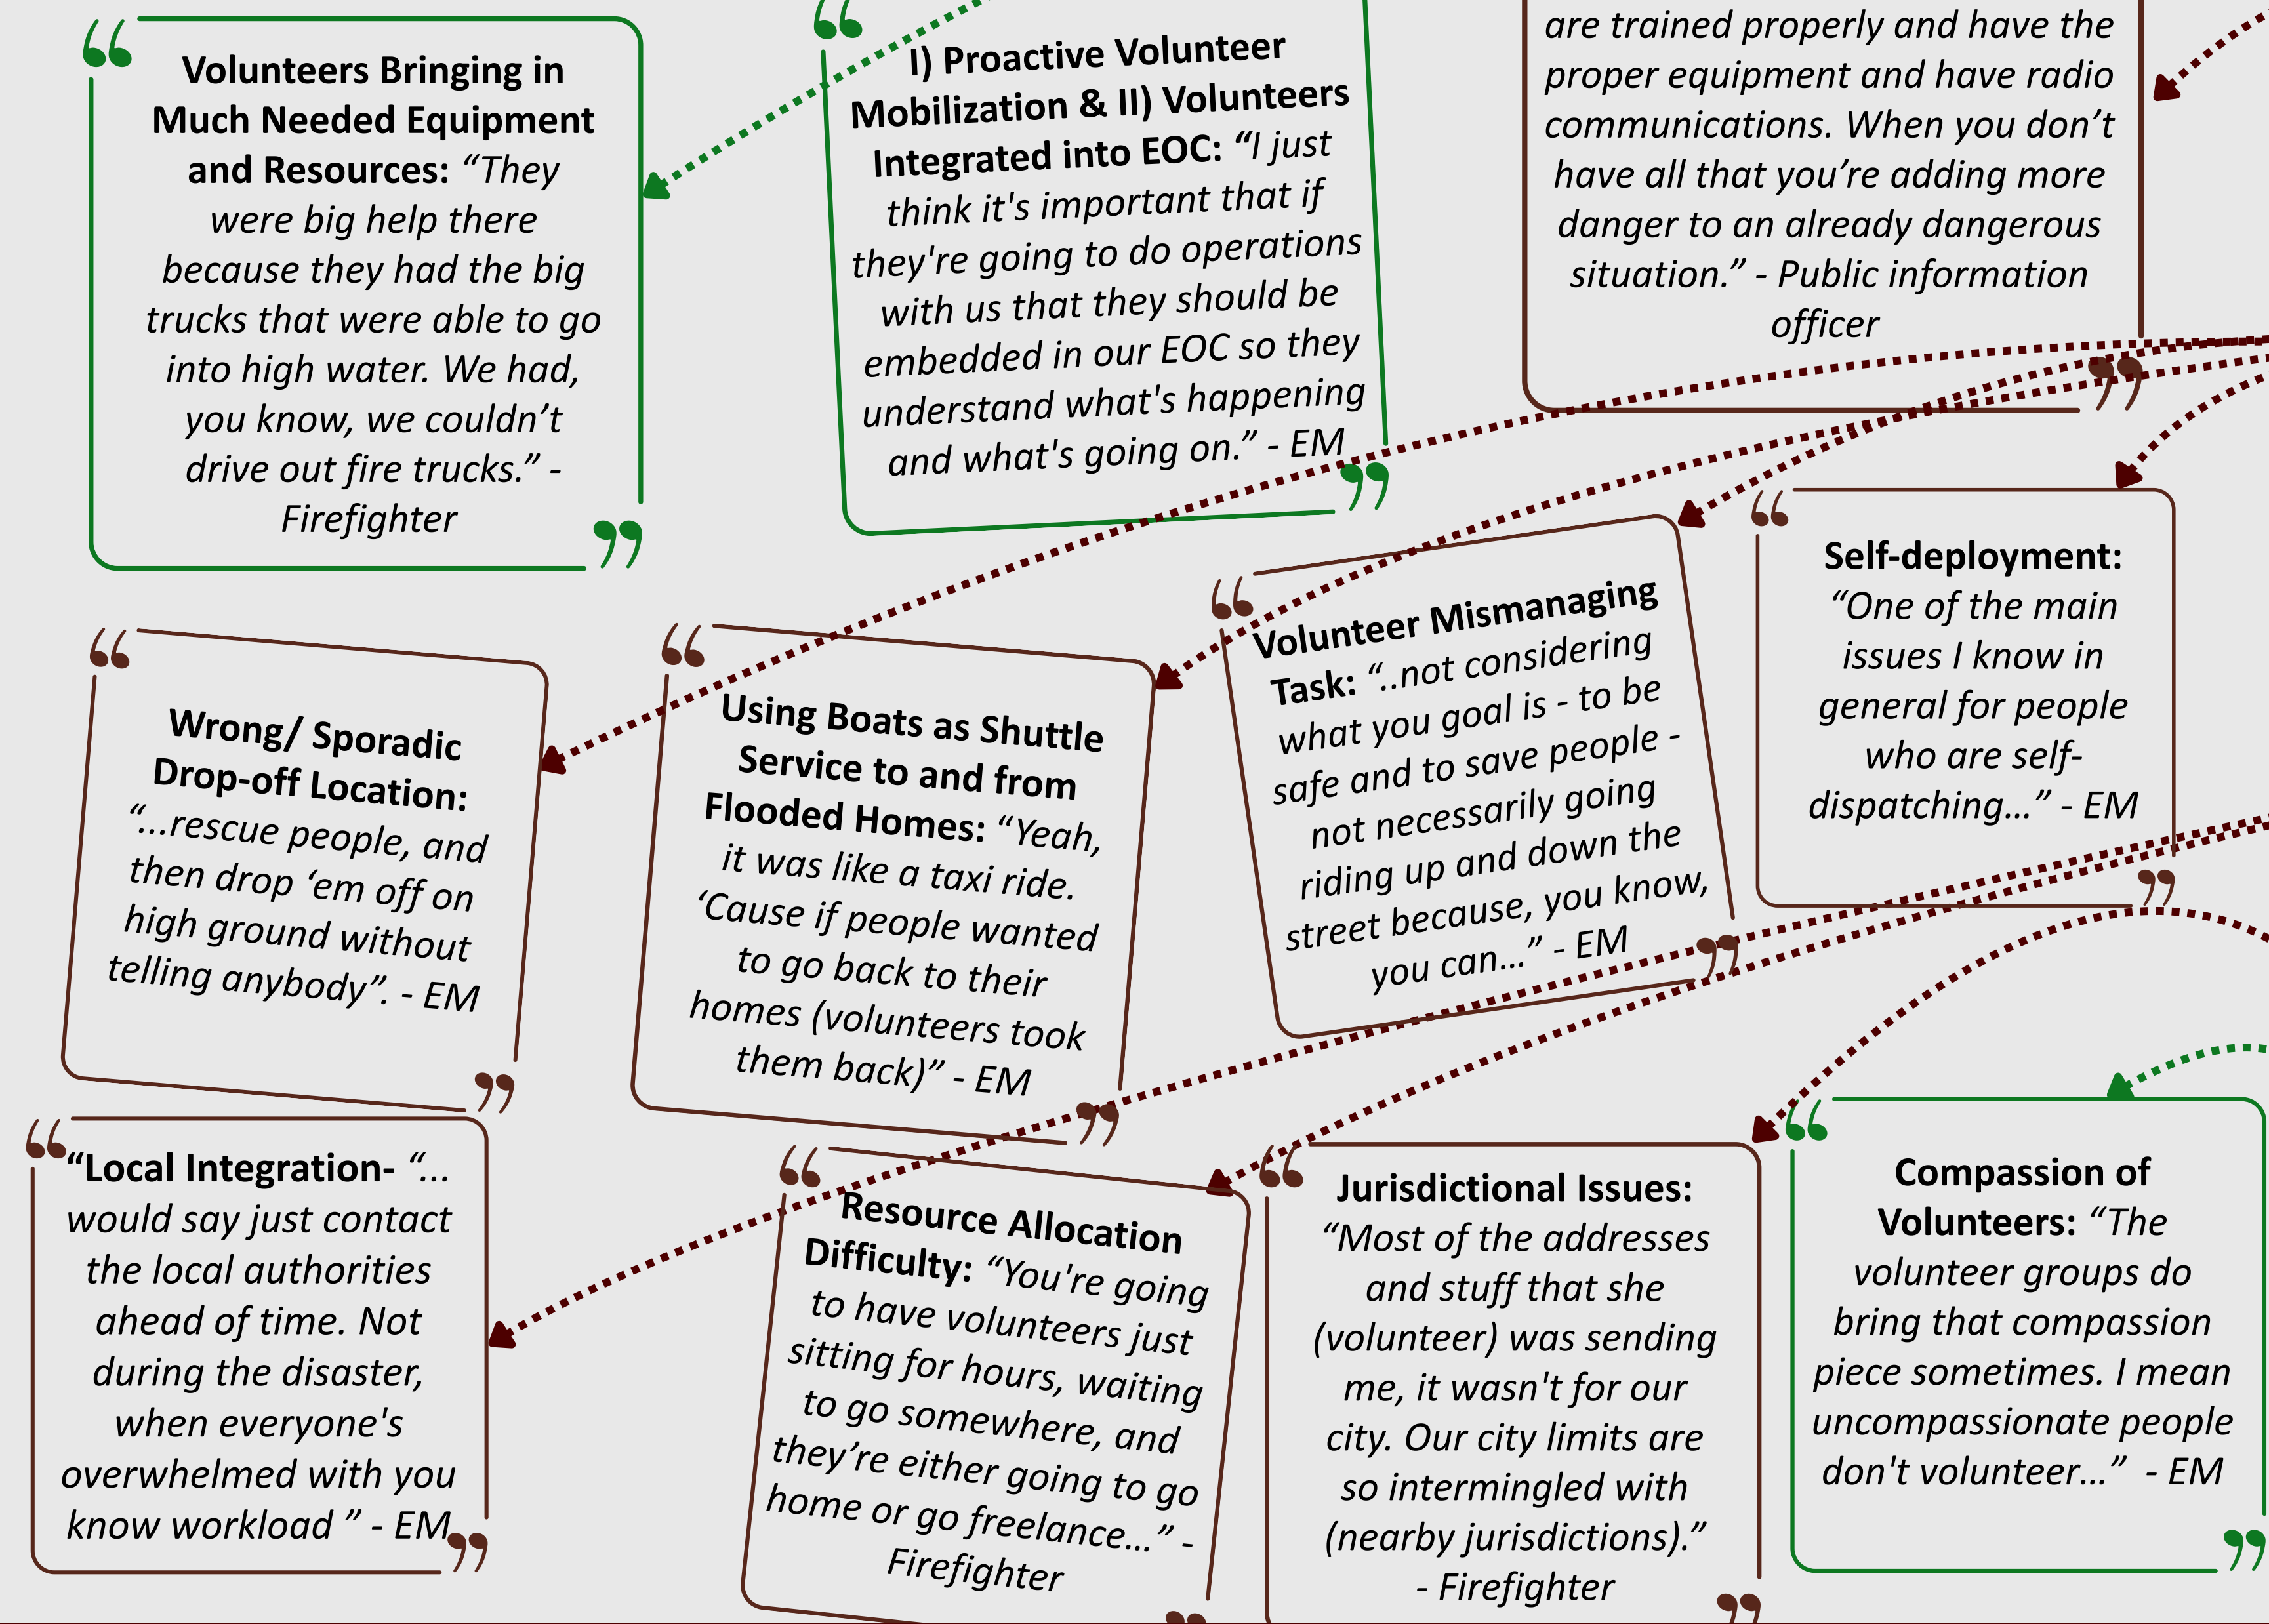 Volunteers Bringing in
Much Needed Equipment
and Resources: “They
were big help there
because they had the big
trucks that were able to go
into high water. We had,
you know, we couldn’t
drive out fire trucks.” -
Firefighter
I) Proactive Volunteer
Mobilization & II) Volunteers
Integrated into EOC: “I just
think it's important that if
they're going to do operations
with us that they should be
embedded in our EOC so they
understand what's happening
and what's going on.” - EM
are trained properly and have the
proper equipment and have radio
communications. When you don’t
have all that you’re adding more
danger to an already dangerous
situation.” - Public information
officer
Wrong/ Sporadic
Drop-off Location:
“...rescue people, and
then drop ‘em off on
high ground without
telling anybody”. - EM
Using Boats as Shuttle
Service to and from
Flooded Homes: “Yeah,
it was like a taxi ride.
‘Cause if people wanted
to go back to their
homes (volunteers took
them back)” - EM
Volunteer Mismanaging
Task: “..not considering
what you goal is - to be
safe and to save people -
not necessarily going
riding up and down the
street because, you know,
you can...” - EM
Self-deployment:
“One of the main
issues I know in
general for people
who are self-
dispatching...” - EM
“Local Integration- “...
would say just contact
the local authorities
ahead of time. Not
during the disaster,
when everyone's
overwhelmed with you
know workload ” - EM
Resource Allocation
Difficulty: “You're going
to have volunteers just
sitting for hours, waiting
to go somewhere, and
they’re either going to go
home or go freelance...” -
Firefighter
Jurisdictional Issues:
“Most of the addresses
and stuff that she
(volunteer) was sending
me, it wasn't for our
city. Our city limits are
so intermingled with
(nearby jurisdictions).”
- Firefighter
Compassion of
Volunteers: “The
volunteer groups do
bring that compassion
piece sometimes. I mean
uncompassionate people
don't volunteer...”  - EM